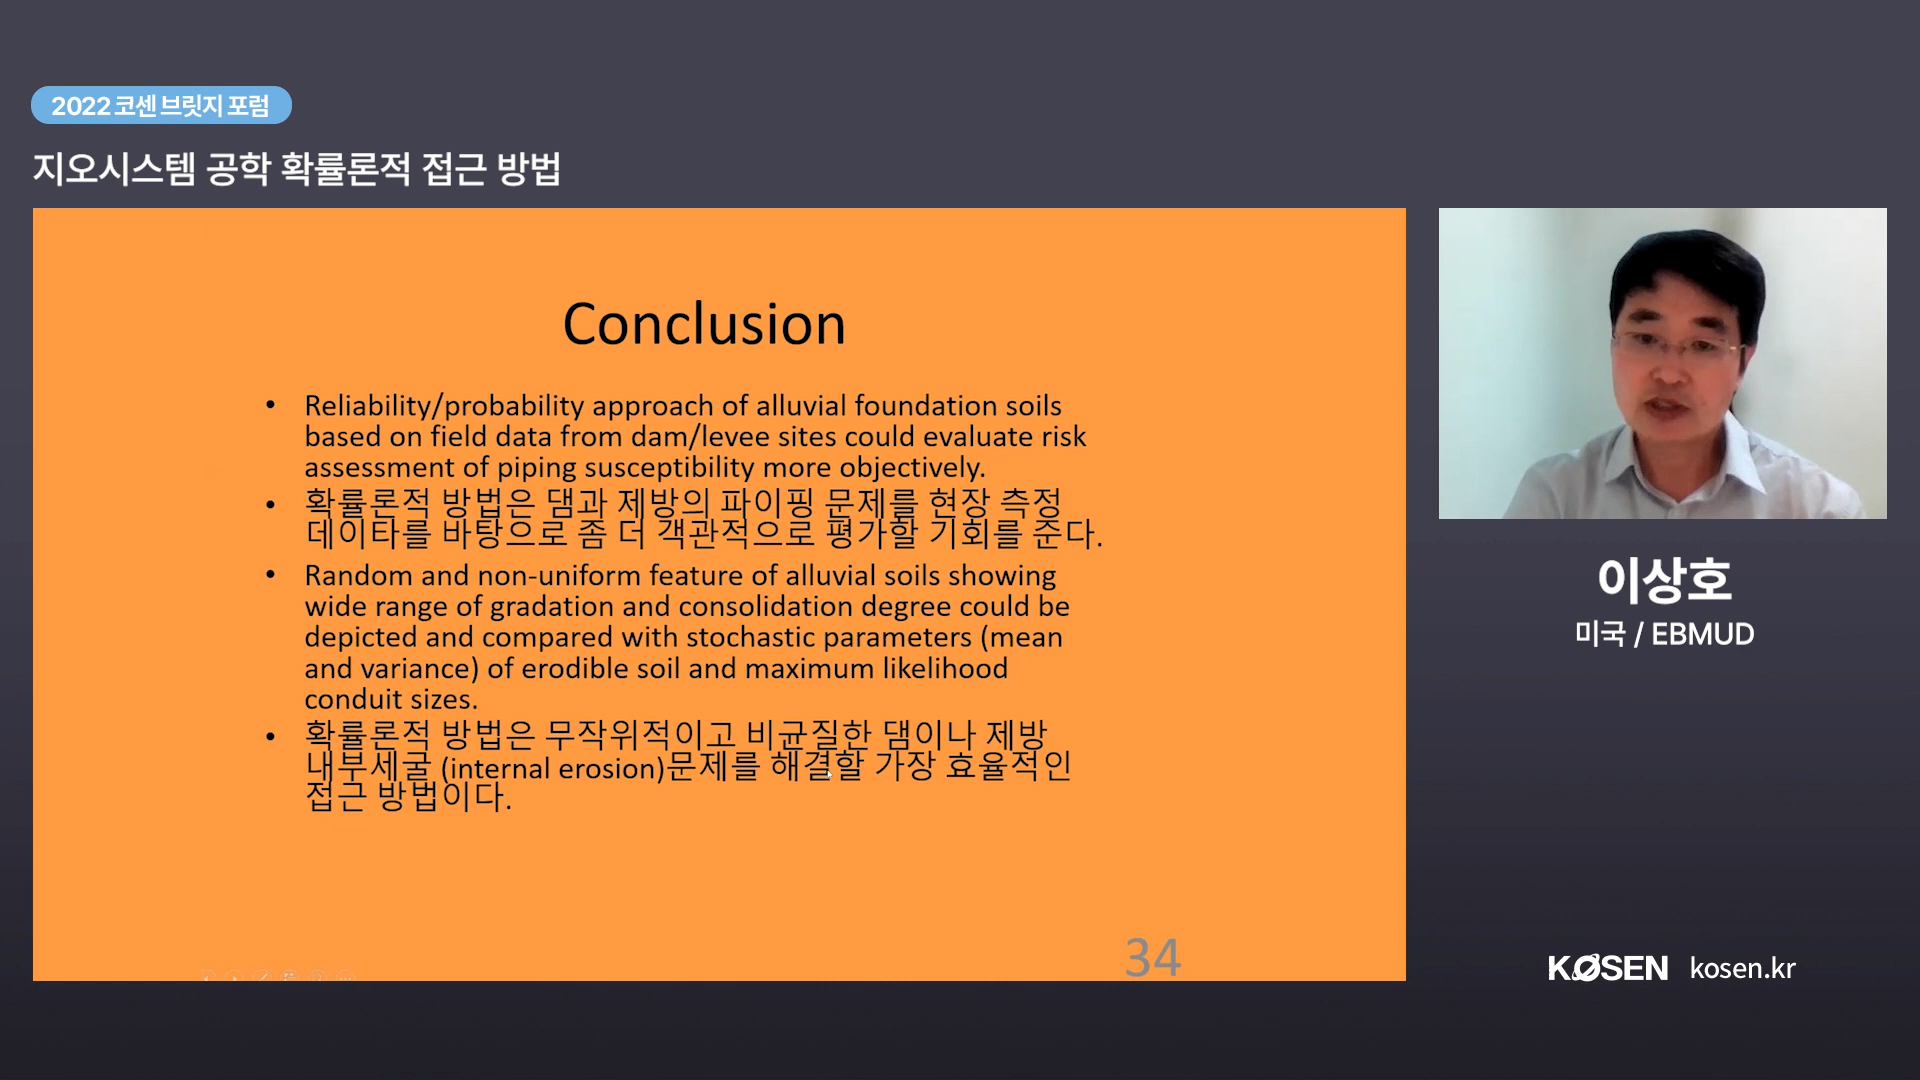 2022 코센 브릿지 포럼
지오시스템 공학 확률론적 접근 방법
Conclusion
• Reliability/probability approach of alluvial foundation soils
based on field data from dam/levee sites could evaluate risk
assessment of piping susceptibility more objectively.
• 확률론적 방법은 댐과 제방의 파이핑 문제를 현장 측정
데이타를 바탕으로 좀 더 객관적으로 평가할 기회를 준다.
• Random and non-uniform feature of alluvial soils showing
wide range of gradation and consolidation degree could be
depicted and compared with stochastic parameters (mean
and variance) of erodible soil and maximum likelihood
conduit sizes.
• 확률론적 방법은 무작위적이고 비균질한 댐이나 제방
내부세굴 (internal erosion)문제를 해결할 가장 효율적인
접근 방법이다.
34
이상호
미국 / EBMUD
KOSEN kosen.kr